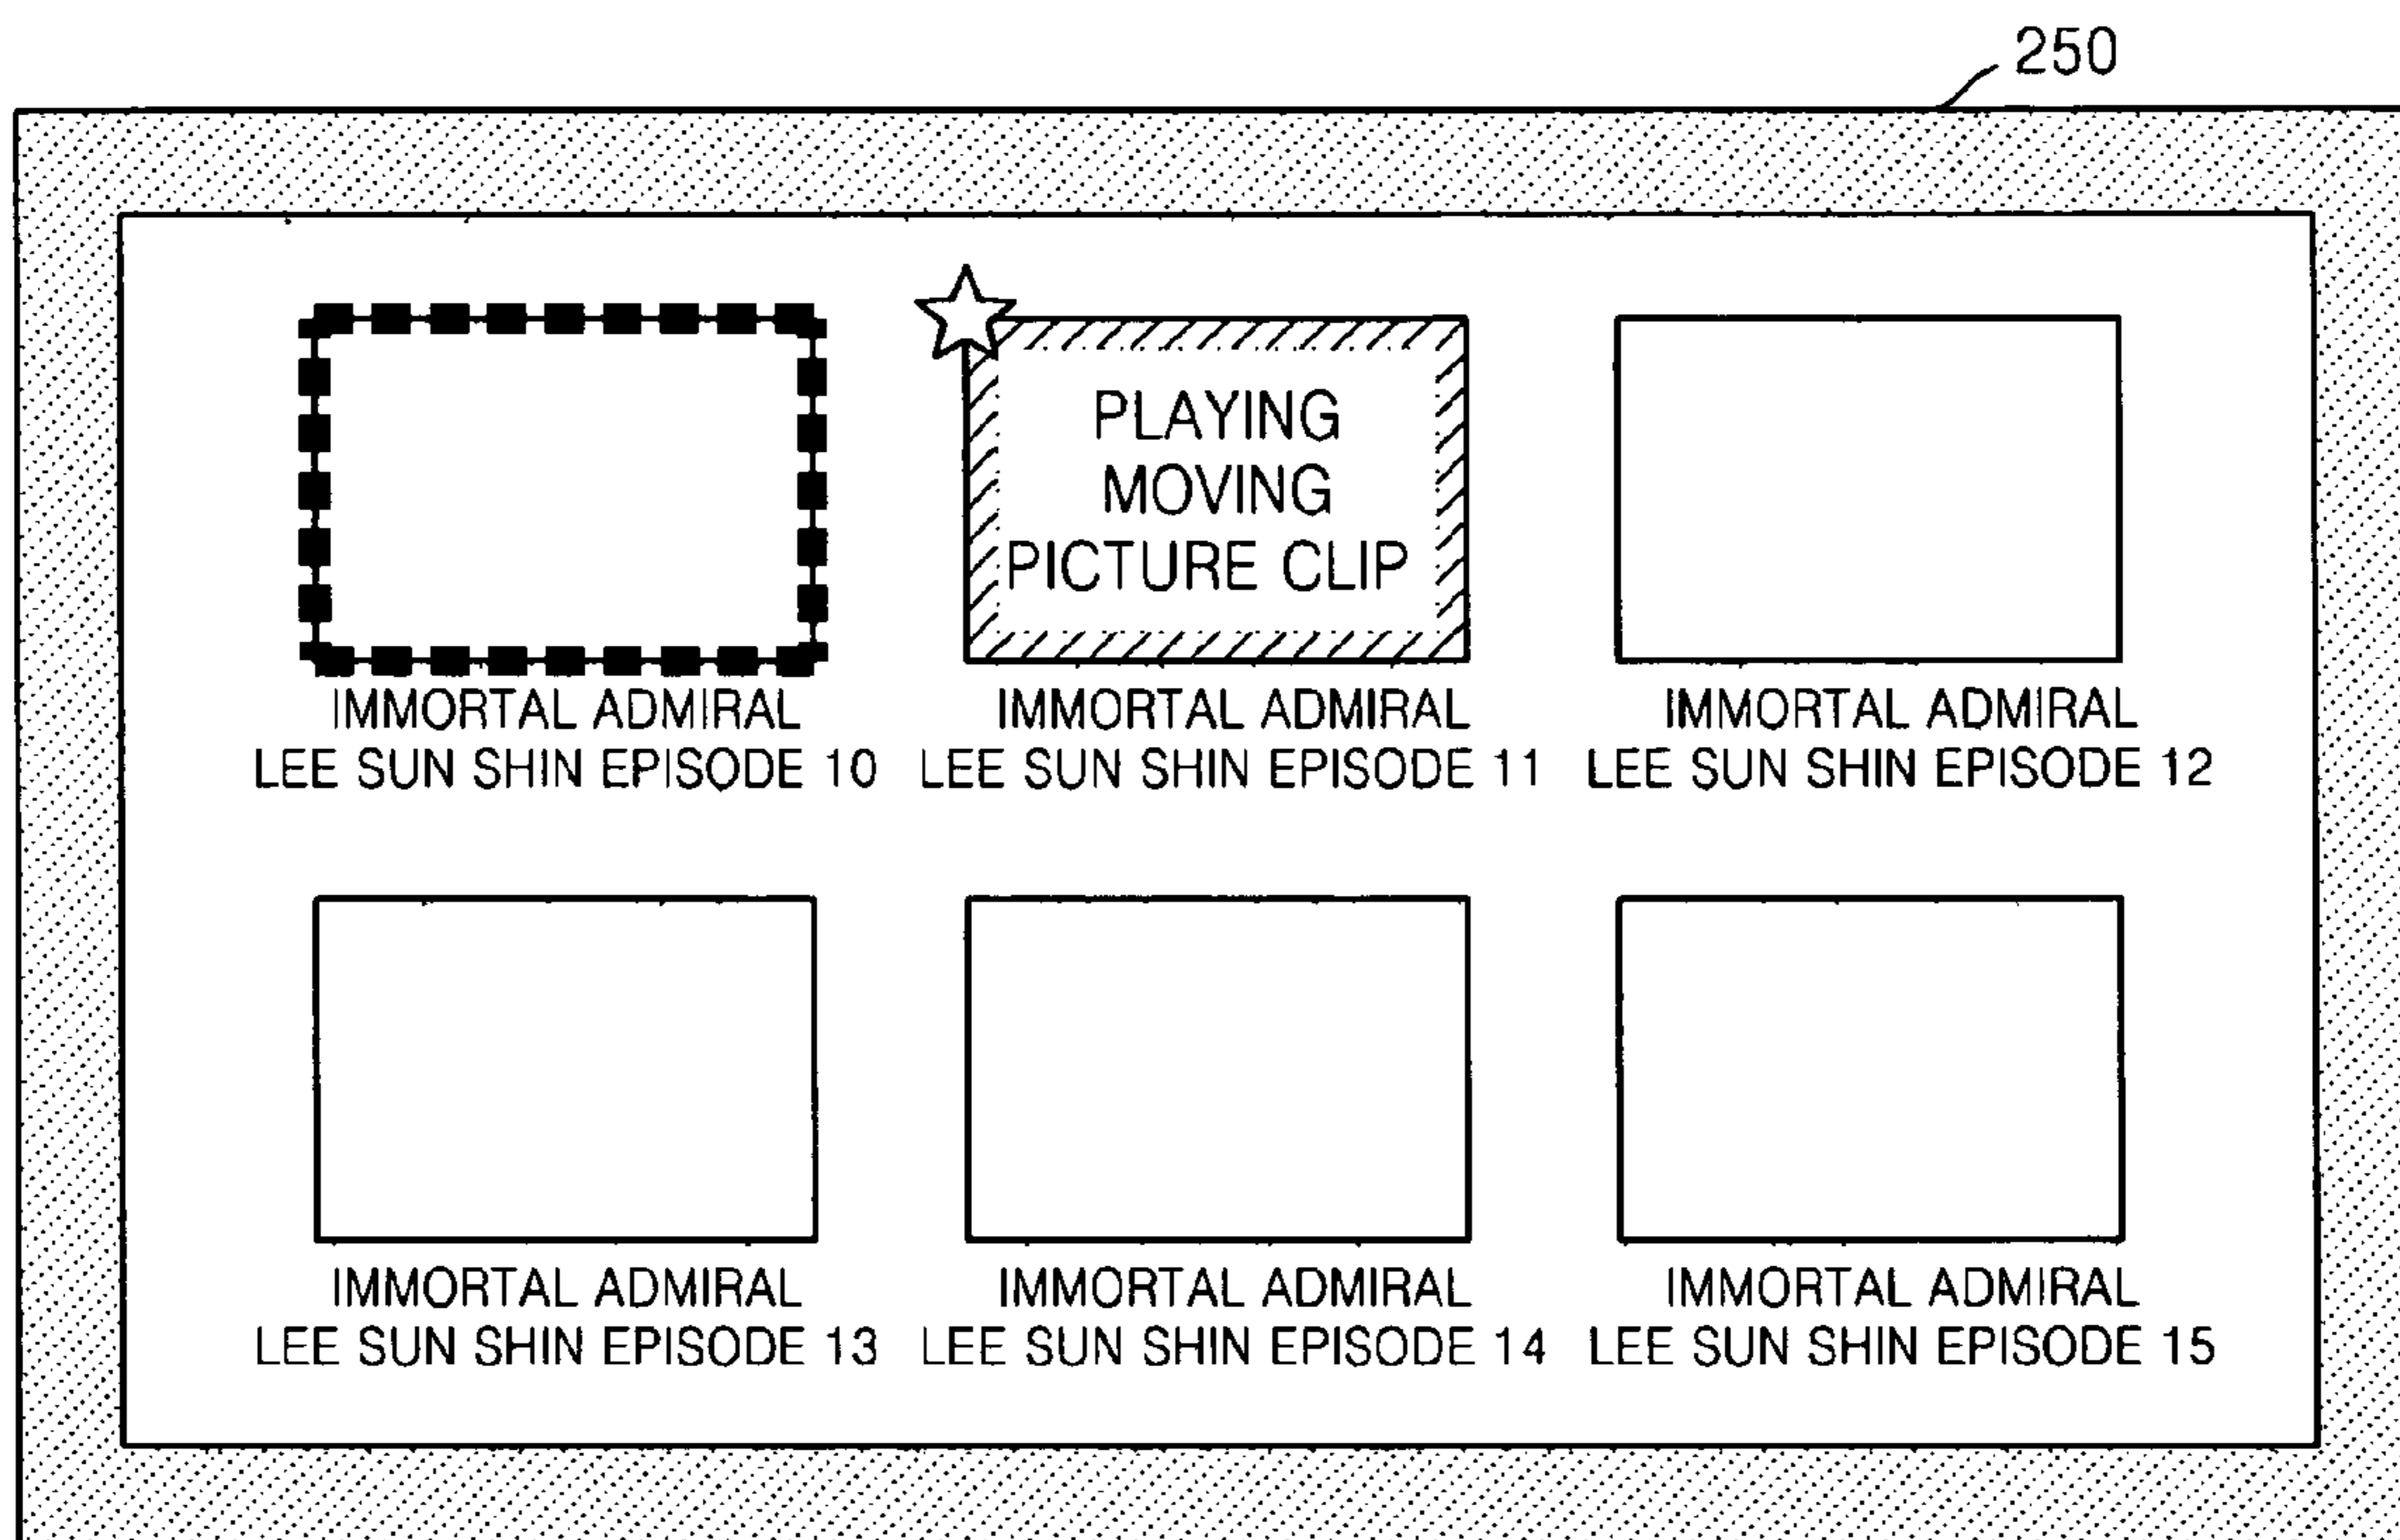 250
PLAYING
MOVING
PICTURE CLIP
IMMORTAL ADMIRAL
LEE SUN SHIN EPISODE 10
IMMORTAL ADMIRAL
LEE SUN SHIN EPISODE 11
IMMORTAL ADMIRAL
LEE SUN SHIN EPISODE 12
IMMORTAL ADMIRAL
LEE SUN SHIN EPISODE 13
IMMORTAL ADMIRAL
LEE SUN SHIN EPISODE 14
IMMORTAL ADMIRAL
LEE SUN SHIN EPISODE 15